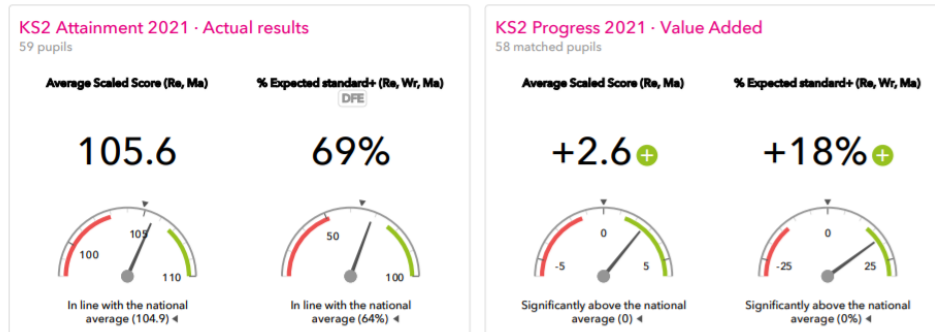 KS2 Attainment 2021 · Actual results
59 pupils
Average Scaled Score (Re, Ma)
% Expected standard+ (Re, Wr, Ma)
DFE
105.6
69%
100
105
110
50
100
In line with the national
average (104.9) ◀
In line with the national
average (64%) ◀
KS2 Progress 2021 · Value Added
58 matched pupils
Average Scaled Score (Re, Ma)
% Expected standard+ (Re, Wr, Ma)
+2.6 +
+18% +
-5
0
5
-25
0
25
Significantly above the national
average (0) ◀
Significantly above the national
average (0%) ◀